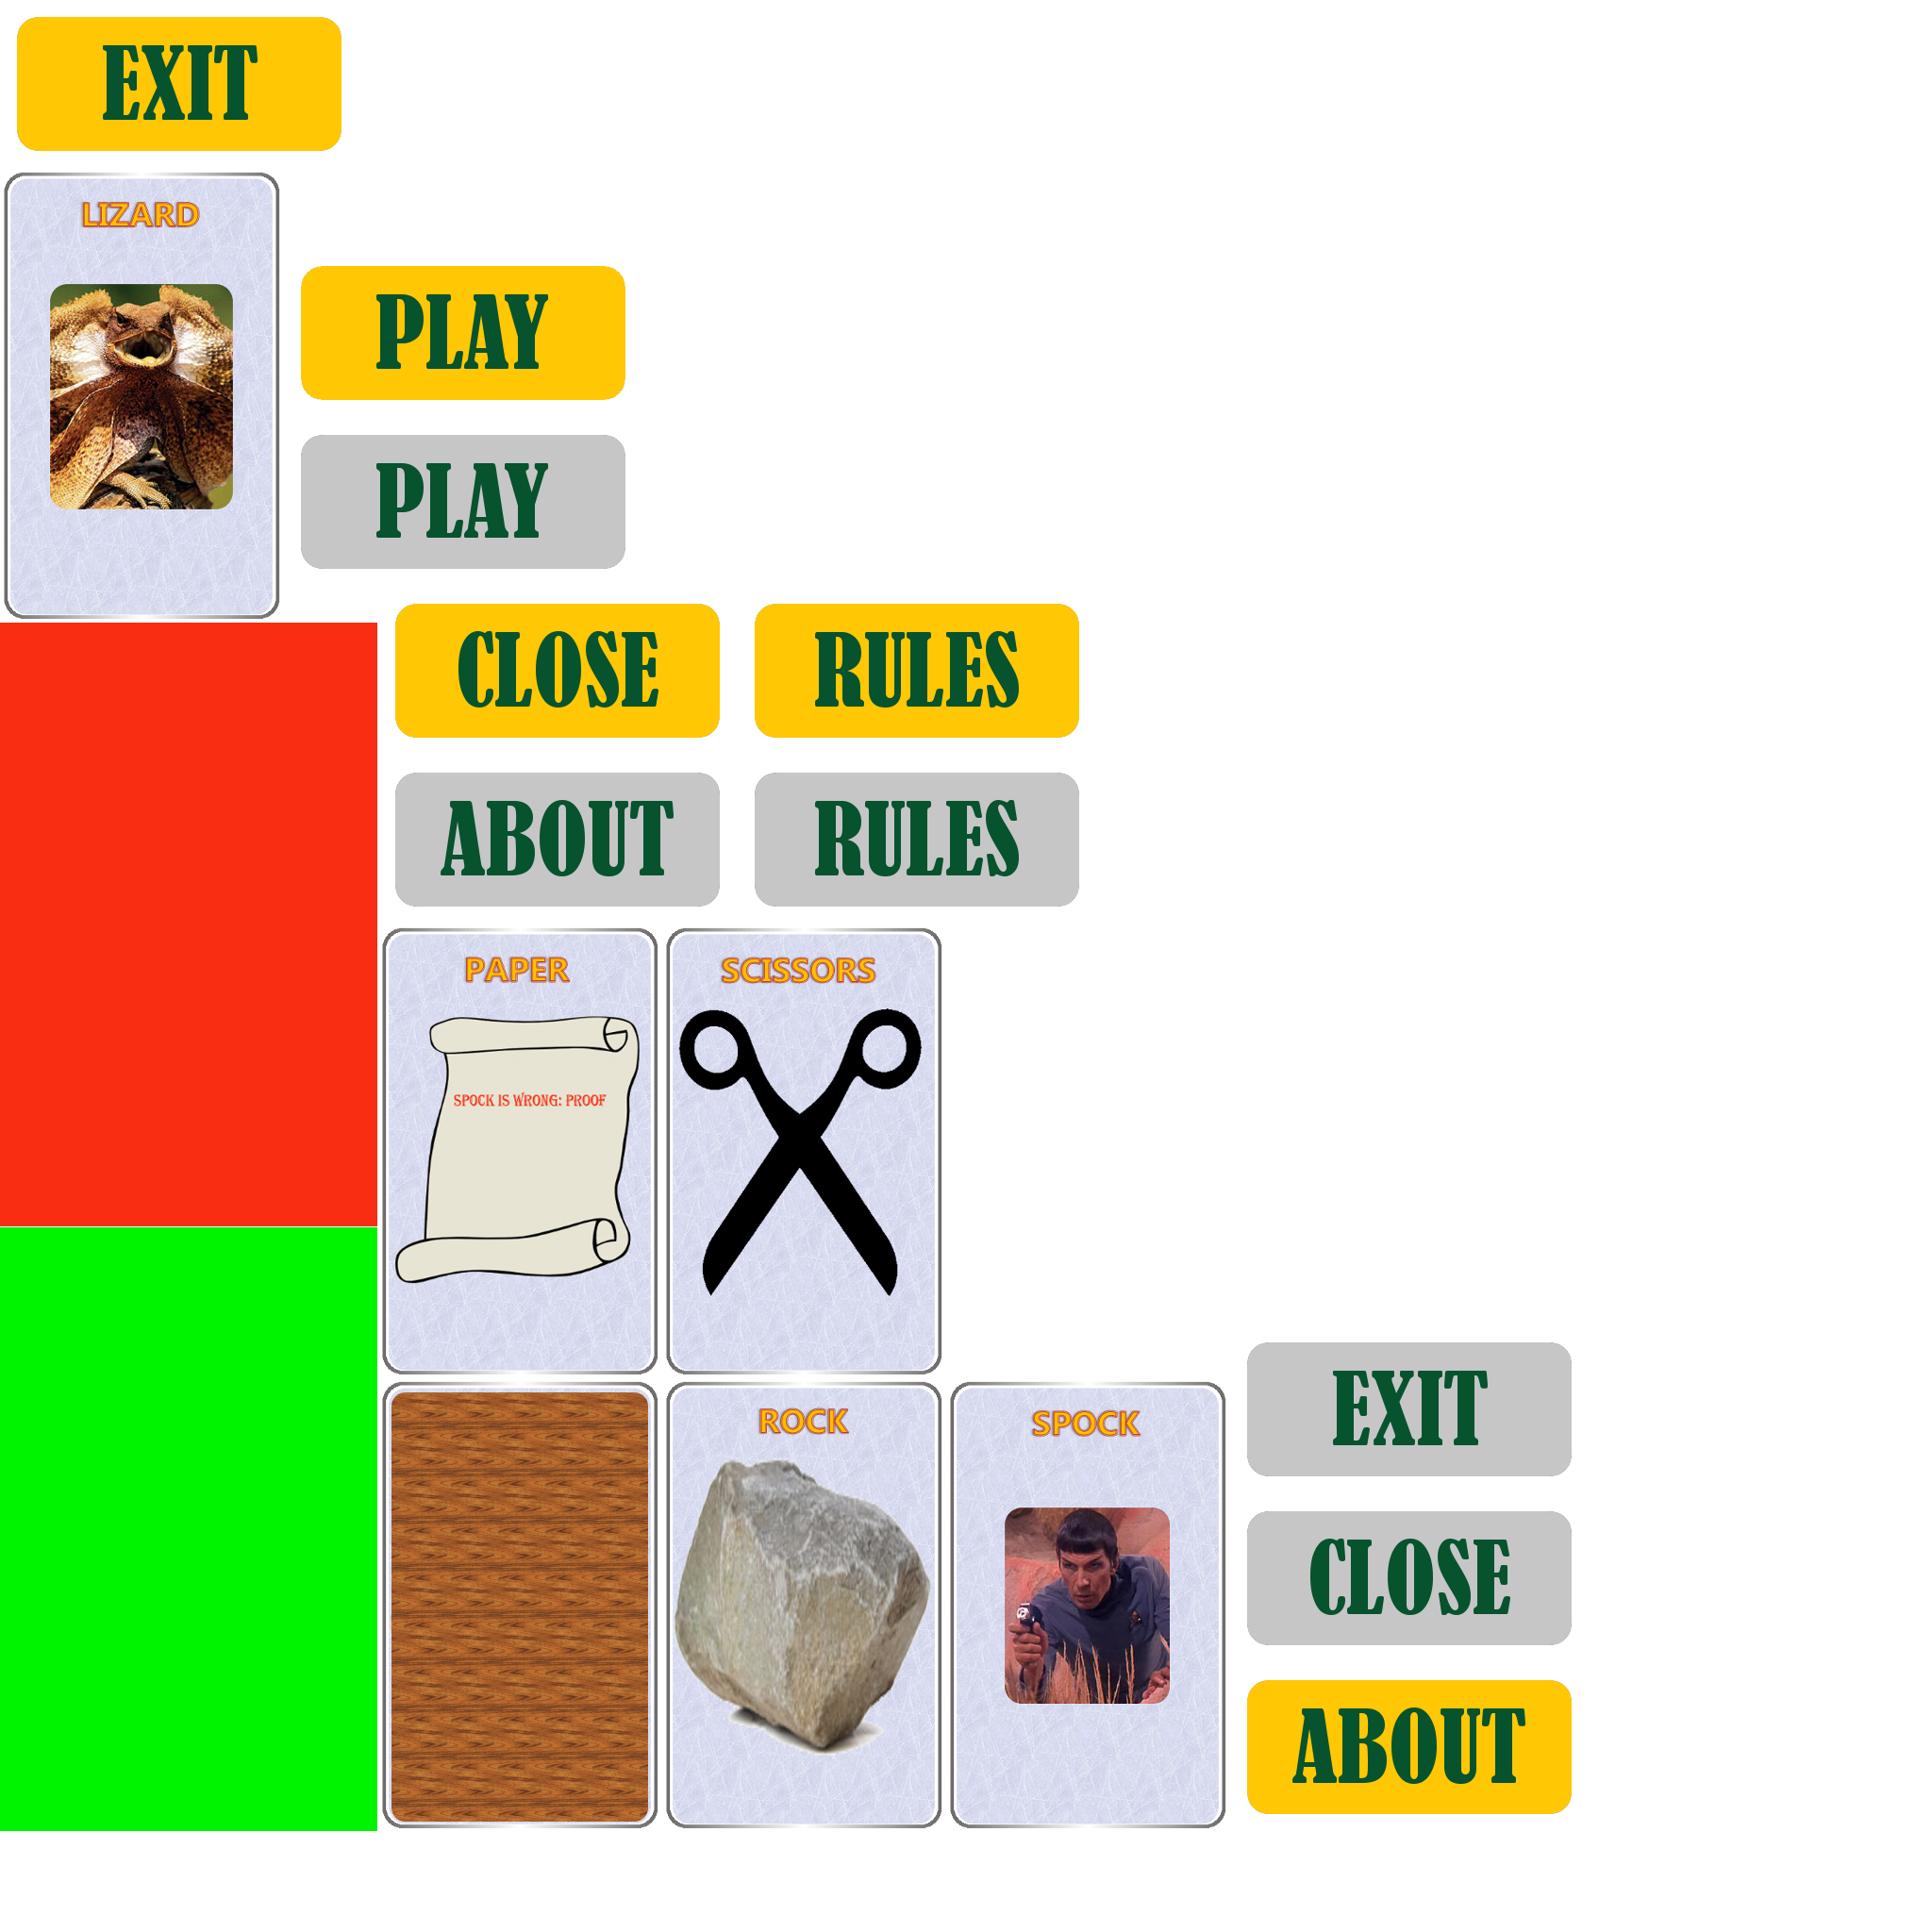 EXIT
LIZARD
PLAY
PLAY
CLOSE
RULES
ABOUT
RULES
PAPER
SPOCK IS WRONG: PROOF
SCISSORS
ROCK
SPOCK
EXIT
CLOSE
ABOUT